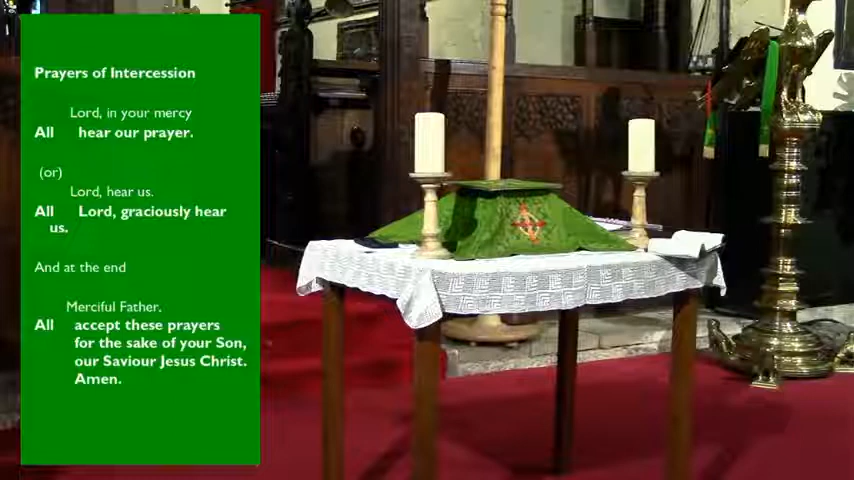 Prayers of Intercession
Lord, in your mercy
All hear our prayer.
(or)
Lord, hear us.
All Lord, graciously hear
us.
And at the end
Merciful Father.
All accept these prayers
for the sake of your Son,
our Saviour Jesus Christ.
Amen.